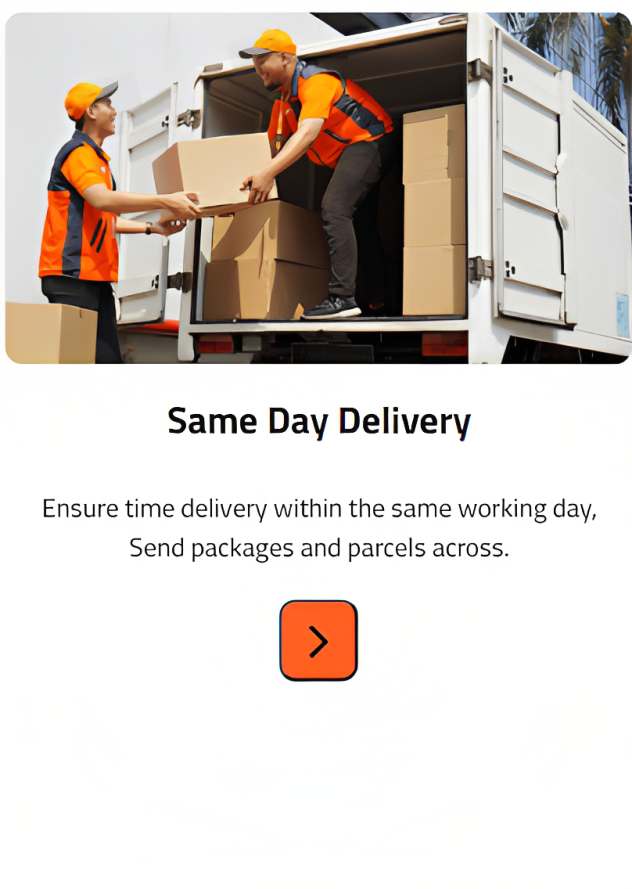 Same Day Delivery
Ensure time delivery within the same working day,
Send packages and parcels across.